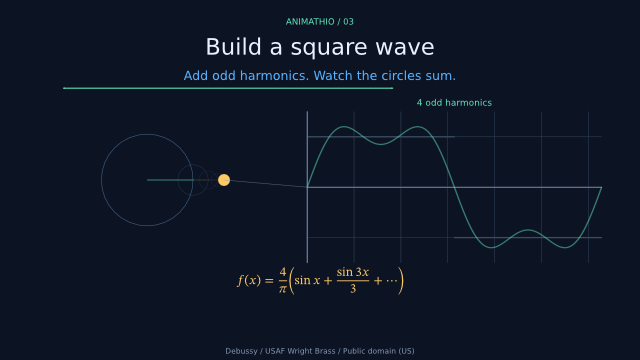 ANIMATHIO / 03
Build a square wave
Add odd harmonics. Watch the circles sum.
4 odd harmonics
f(x) = 4/π (sin x + sin 3x/3 + ⋯)
Debussy / USAF Wright Brass / Public domain (US)